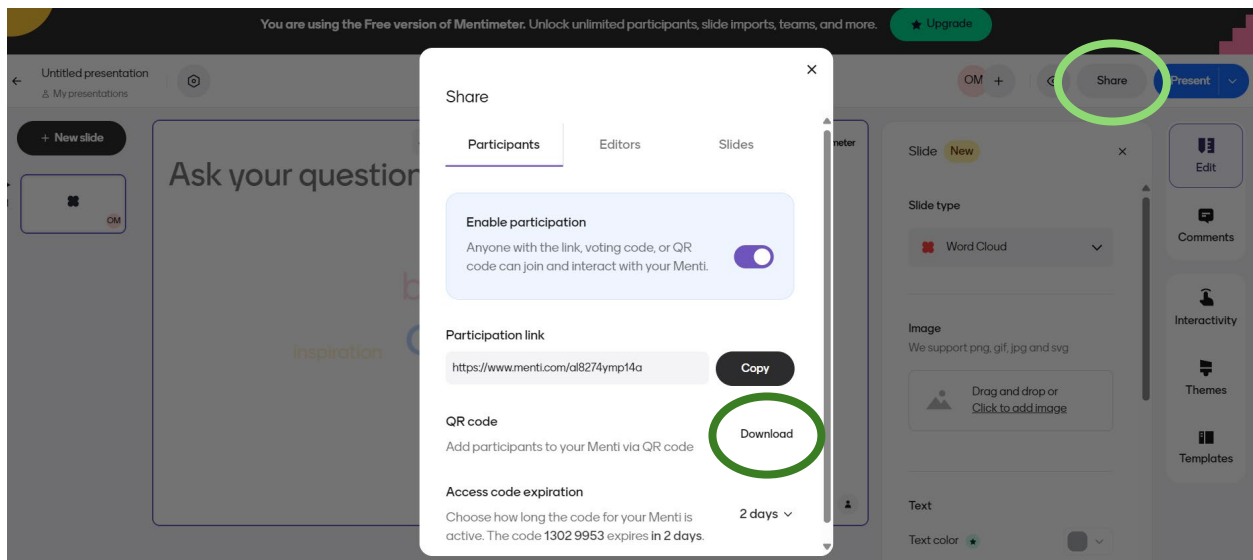 You are using the Free version of Mentimeter. Unlock unlimited participants, slide imports, teams, and more.
Upgrade
Untitled presentation
My presentations
OM +
Share
Present
+ New slide
OM
Ask your question
inspiration
Share
Participants
Editors
Slides
Enable participation
Anyone with the link, voting code, or QR
code can join and interact with your Menti.
Participation link
https://www.menti.com/al8274ymp14a
Copy
QR code
Add participants to your Menti via QR code
Download
Access code expiration
Choose how long the code for your Menti is
active. The code 1302 9953 expires in 2 days.
2 days
Slide New
Slide type
Word Cloud
Image
We support png, gif, jpg and svg
Drag and drop or
Click to add image
Text
Text color
Edit
Comments
Interactivity
Themes
Templates